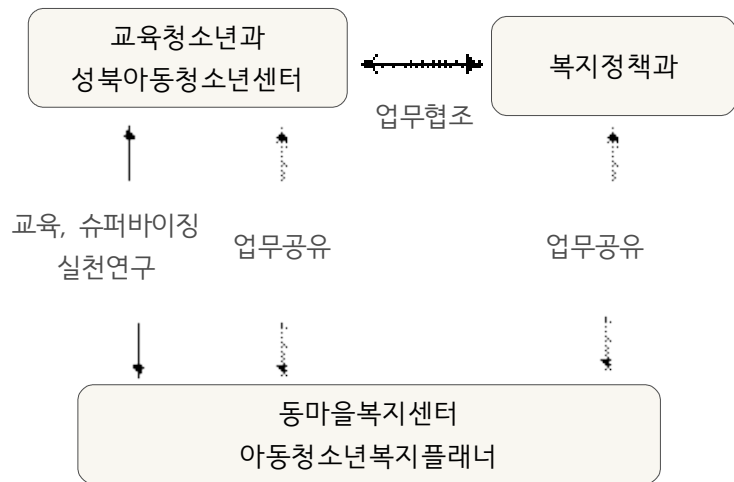 교육청소년과
성북아동청소년센터
복지정책과
업무협조
교육, 슈퍼바이징
실천연구
업무공유
업무공유
동마을복지센터
아동청소년복지플래너